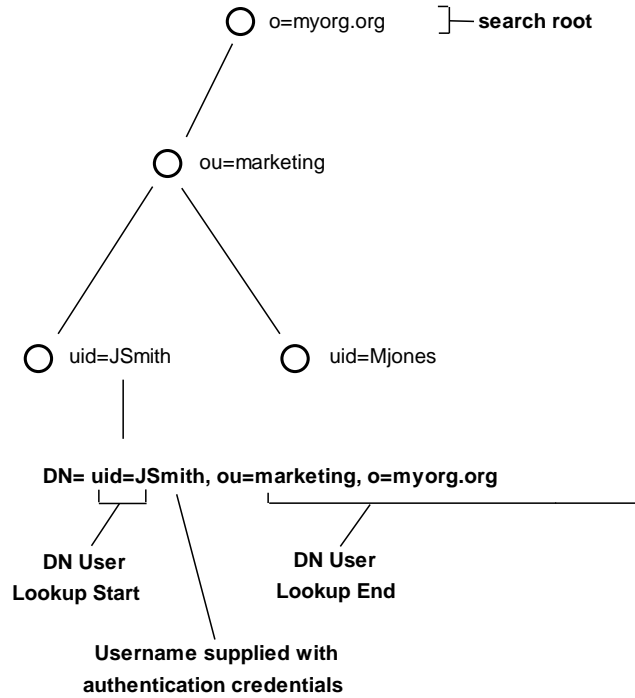 o=myorg.org
search root
ou=marketing
uid=JSmith
uid=Mjones
DN= uid=JSmith, ou=marketing, o=myorg.org
DN User
Lookup Start
DN User
Lookup End
Username supplied with
authentication credentials